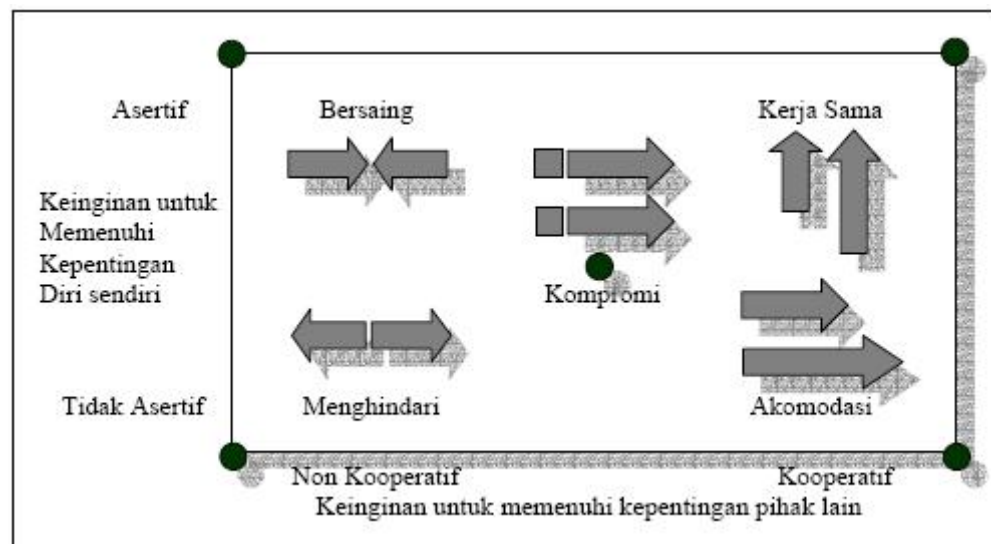 Asertif
Bersaing
Kerja Sama
Keinginan untuk
Memenuhi
Kepentingan
Diri sendiri
Kompromi
Tidak Asertif
Menghindari
Akomodasi
Non Kooperatif
Kooperatif
Keinginan untuk memenuhi kepentingan pihak lain